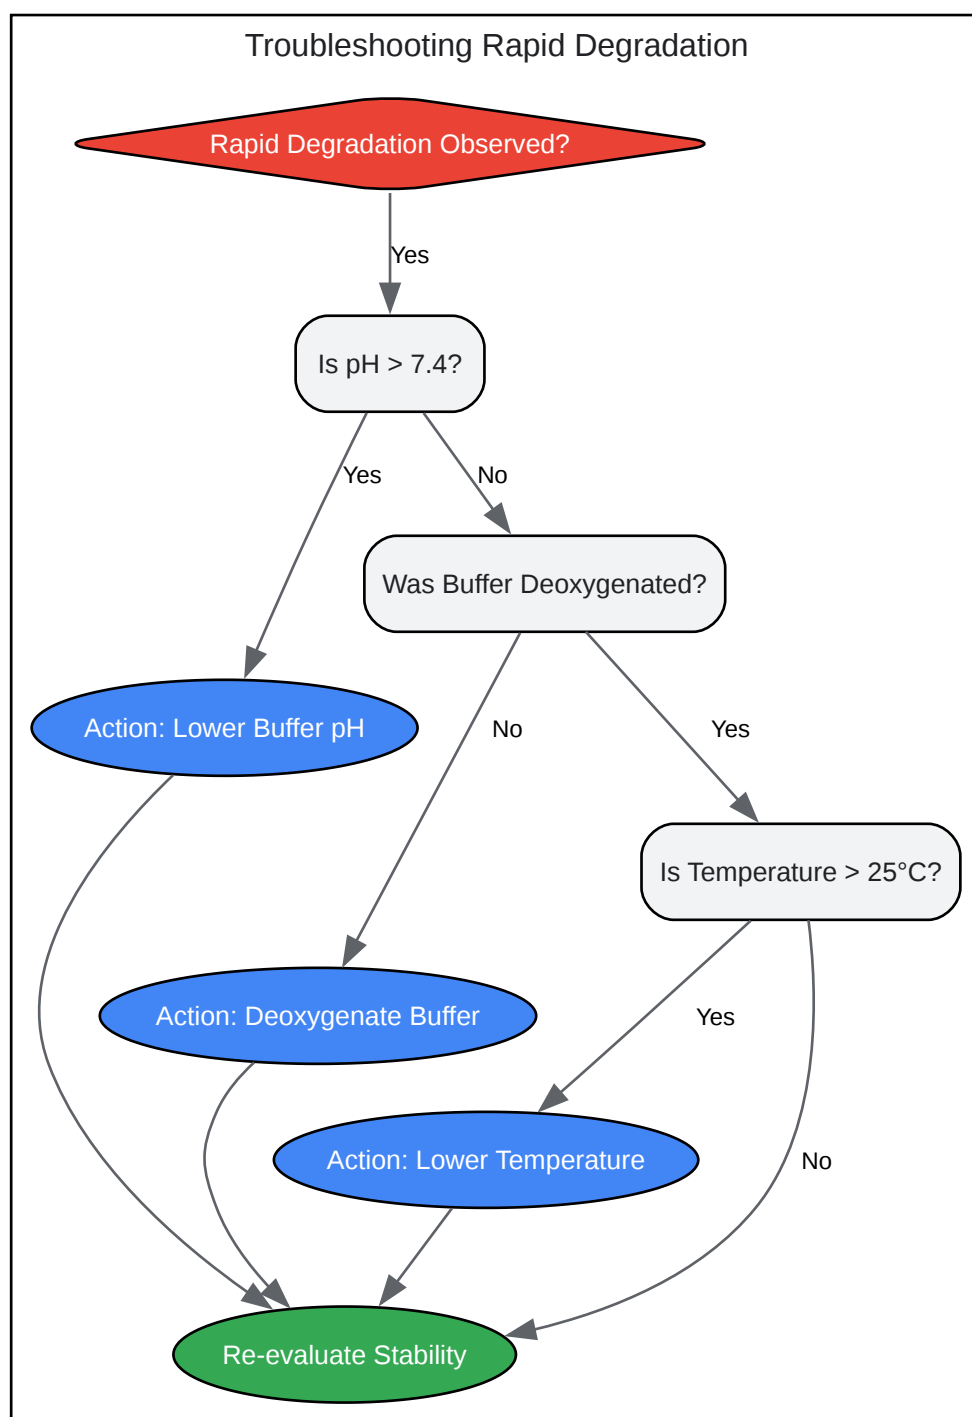 Troubleshooting Rapid Degradation
Rapid Degradation Observed?
Yes
Is pH > 7.4?
Yes
No
Was Buffer Deoxygenated?
Action: Lower Buffer pH
No
Yes
Is Temperature > 25°C?
Action: Deoxygenate Buffer
Yes
Action: Lower Temperature
No
Re-evaluate Stability